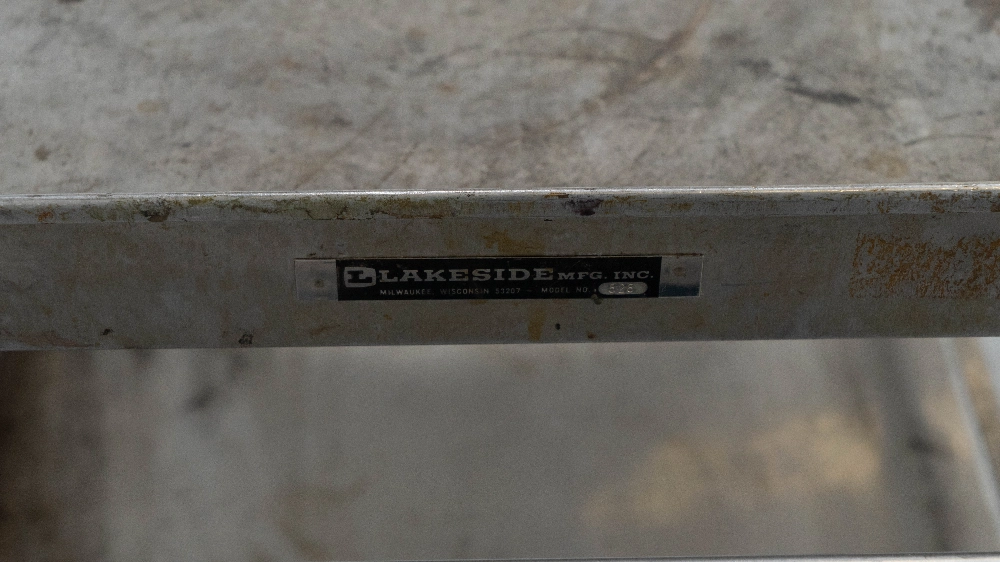 L LAKESIDE MFG. INC.
MILWAUKEE, WISCONSIN 53207 MODEL NO.